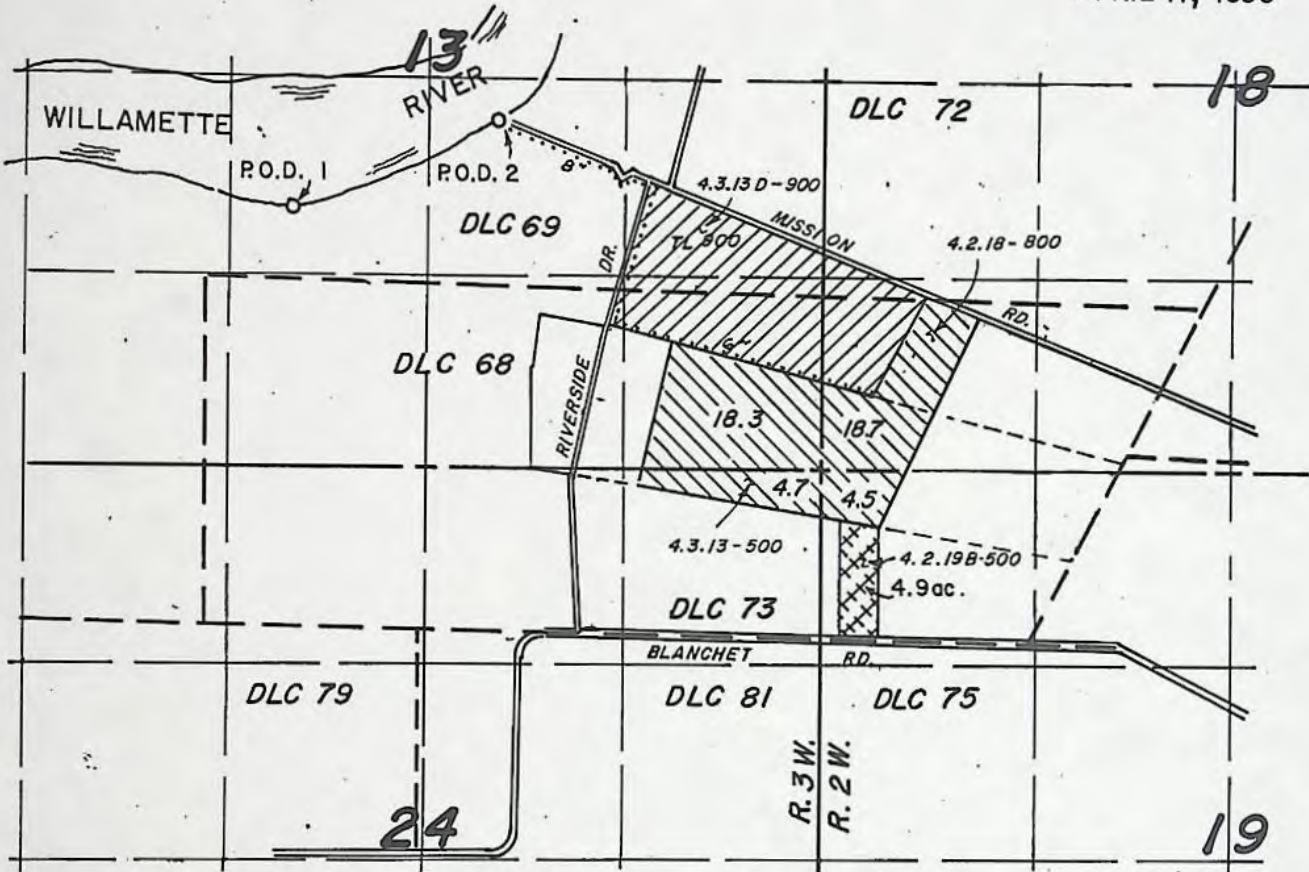 13
18
WILLAMETTE
RIVER
DLC 72
P.O.D. 1
P.O.D. 2
8"
4.3.13 D-900
DLC 69
MISSION
TL 900
4.2.18-800
DR.
RD.
6"
DLC 68
RIVERSIDE
18.3
18.7
4.7
4.5
4.3.13-500
4.2.19B-500
4.9ac.
DLC 73
BLANCHET
RD.
DLC 79
DLC 81
DLC 75
R. 3 W.
R. 2 W.
24
19